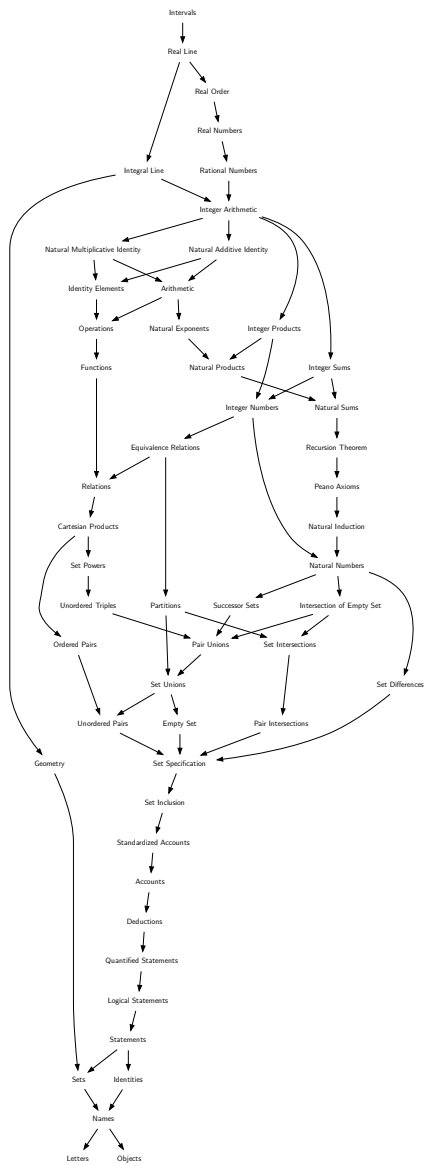 Intervals
Real Line
Real Order
Real Numbers
Integral Line
Rational Numbers
Integer Arithmetic
Natural Multiplicative Identity
Natural Additive Identity
Identity Elements
Arithmetic
Operations
Natural Exponents
Integer Products
Functions
Natural Products
Integer Sums
Integer Numbers
Natural Sums
Equivalence Relations
Recursion Theorem
Relations
Peano Axioms
Cartesian Products
Natural Induction
Set Powers
Natural Numbers
Unordered Triples
Partitions
Successor Sets
Intersection of Empty Set
Ordered Pairs
Pair Unions
Set Intersections
Set Unions
Set Differences
Unordered Pairs
Empty Set
Pair Intersections
Geometry
Set Specification
Set Inclusion
Standardized Accounts
Accounts
Deductions
Quantified Statements
Logical Statements
Statements
Sets
Identities
Names
Letters
Objects